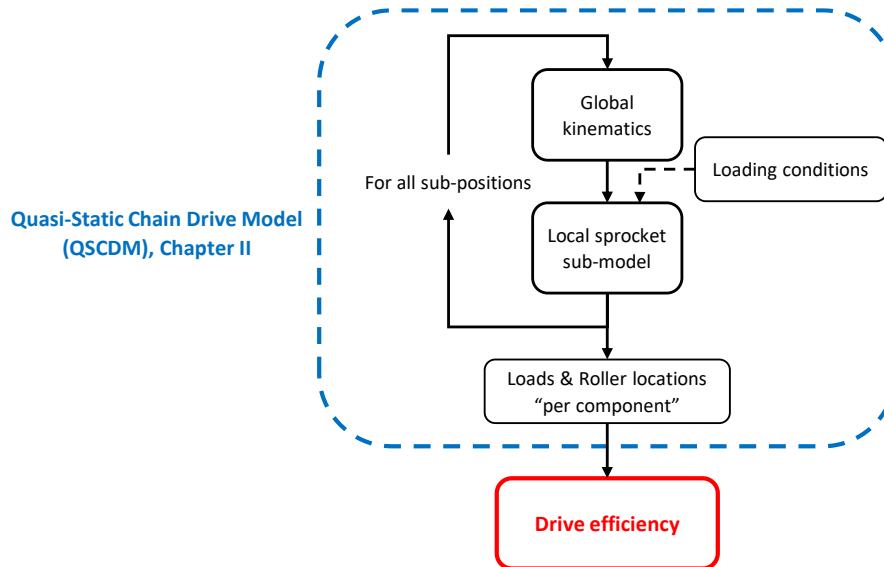 Global
kinematics
Loading conditions
For all sub-positions
Quasi-Static Chain Drive Model
(QSCDM), Chapter II
Local sprocket
sub-model
Loads & Roller locations
“per component”
Drive efficiency